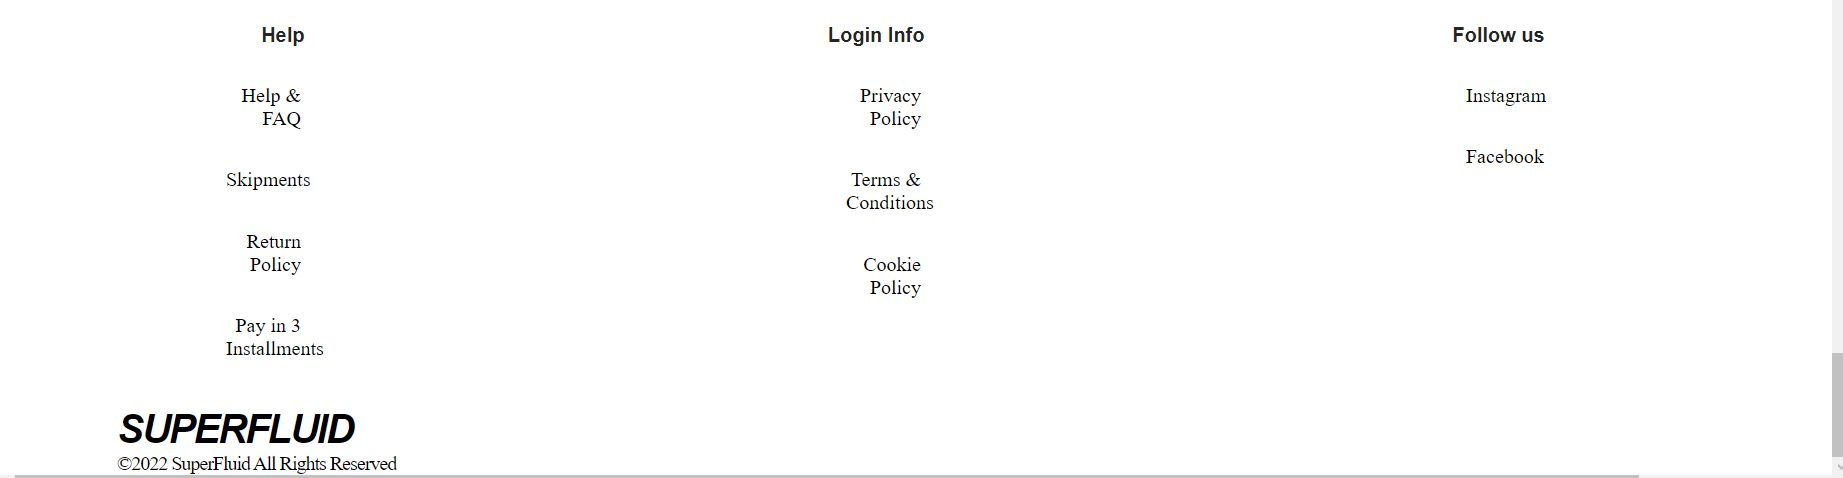 Help
Help &
FAQ
Skipments
Return
Policy
Pay in 3
Installments
Login Info
Privacy
Policy
Terms &
Conditions
Cookie
Policy
Follow us
Instagram
Facebook
SUPERFLUID
©2022 SuperFluid All Rights Reserved